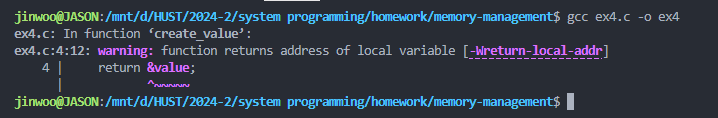 jinwoo@JASON:/mnt/d/HUST/2024-2/system programming/homework/memory-management$ gcc ex4.c -o ex4
ex4.c: In function ‘create_value’:
ex4.c:4:12: warning: function returns address of local variable [-Wreturn-local-addr]
    4 |     return &value;
      |            ^~~~~~
jinwoo@JASON:/mnt/d/HUST/2024-2/system programming/homework/memory-management$